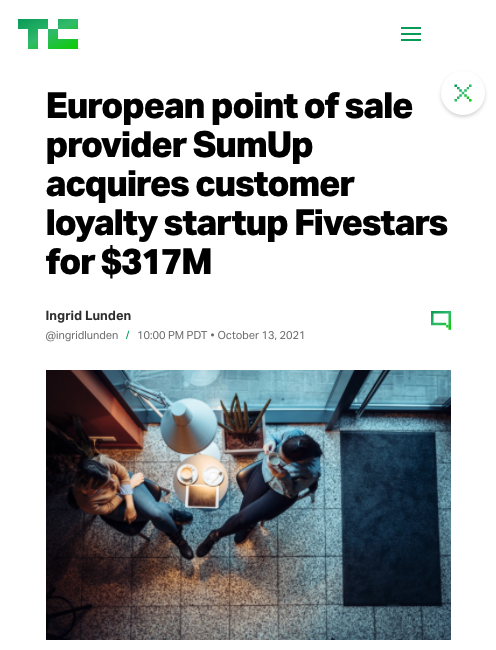 TC
European point of sale
provider SumUp
acquires customer
loyalty startup Fivestars
for $317M
Ingrid Lunden
@ingridlunden / 10:00 PM PDT • October 13, 2021